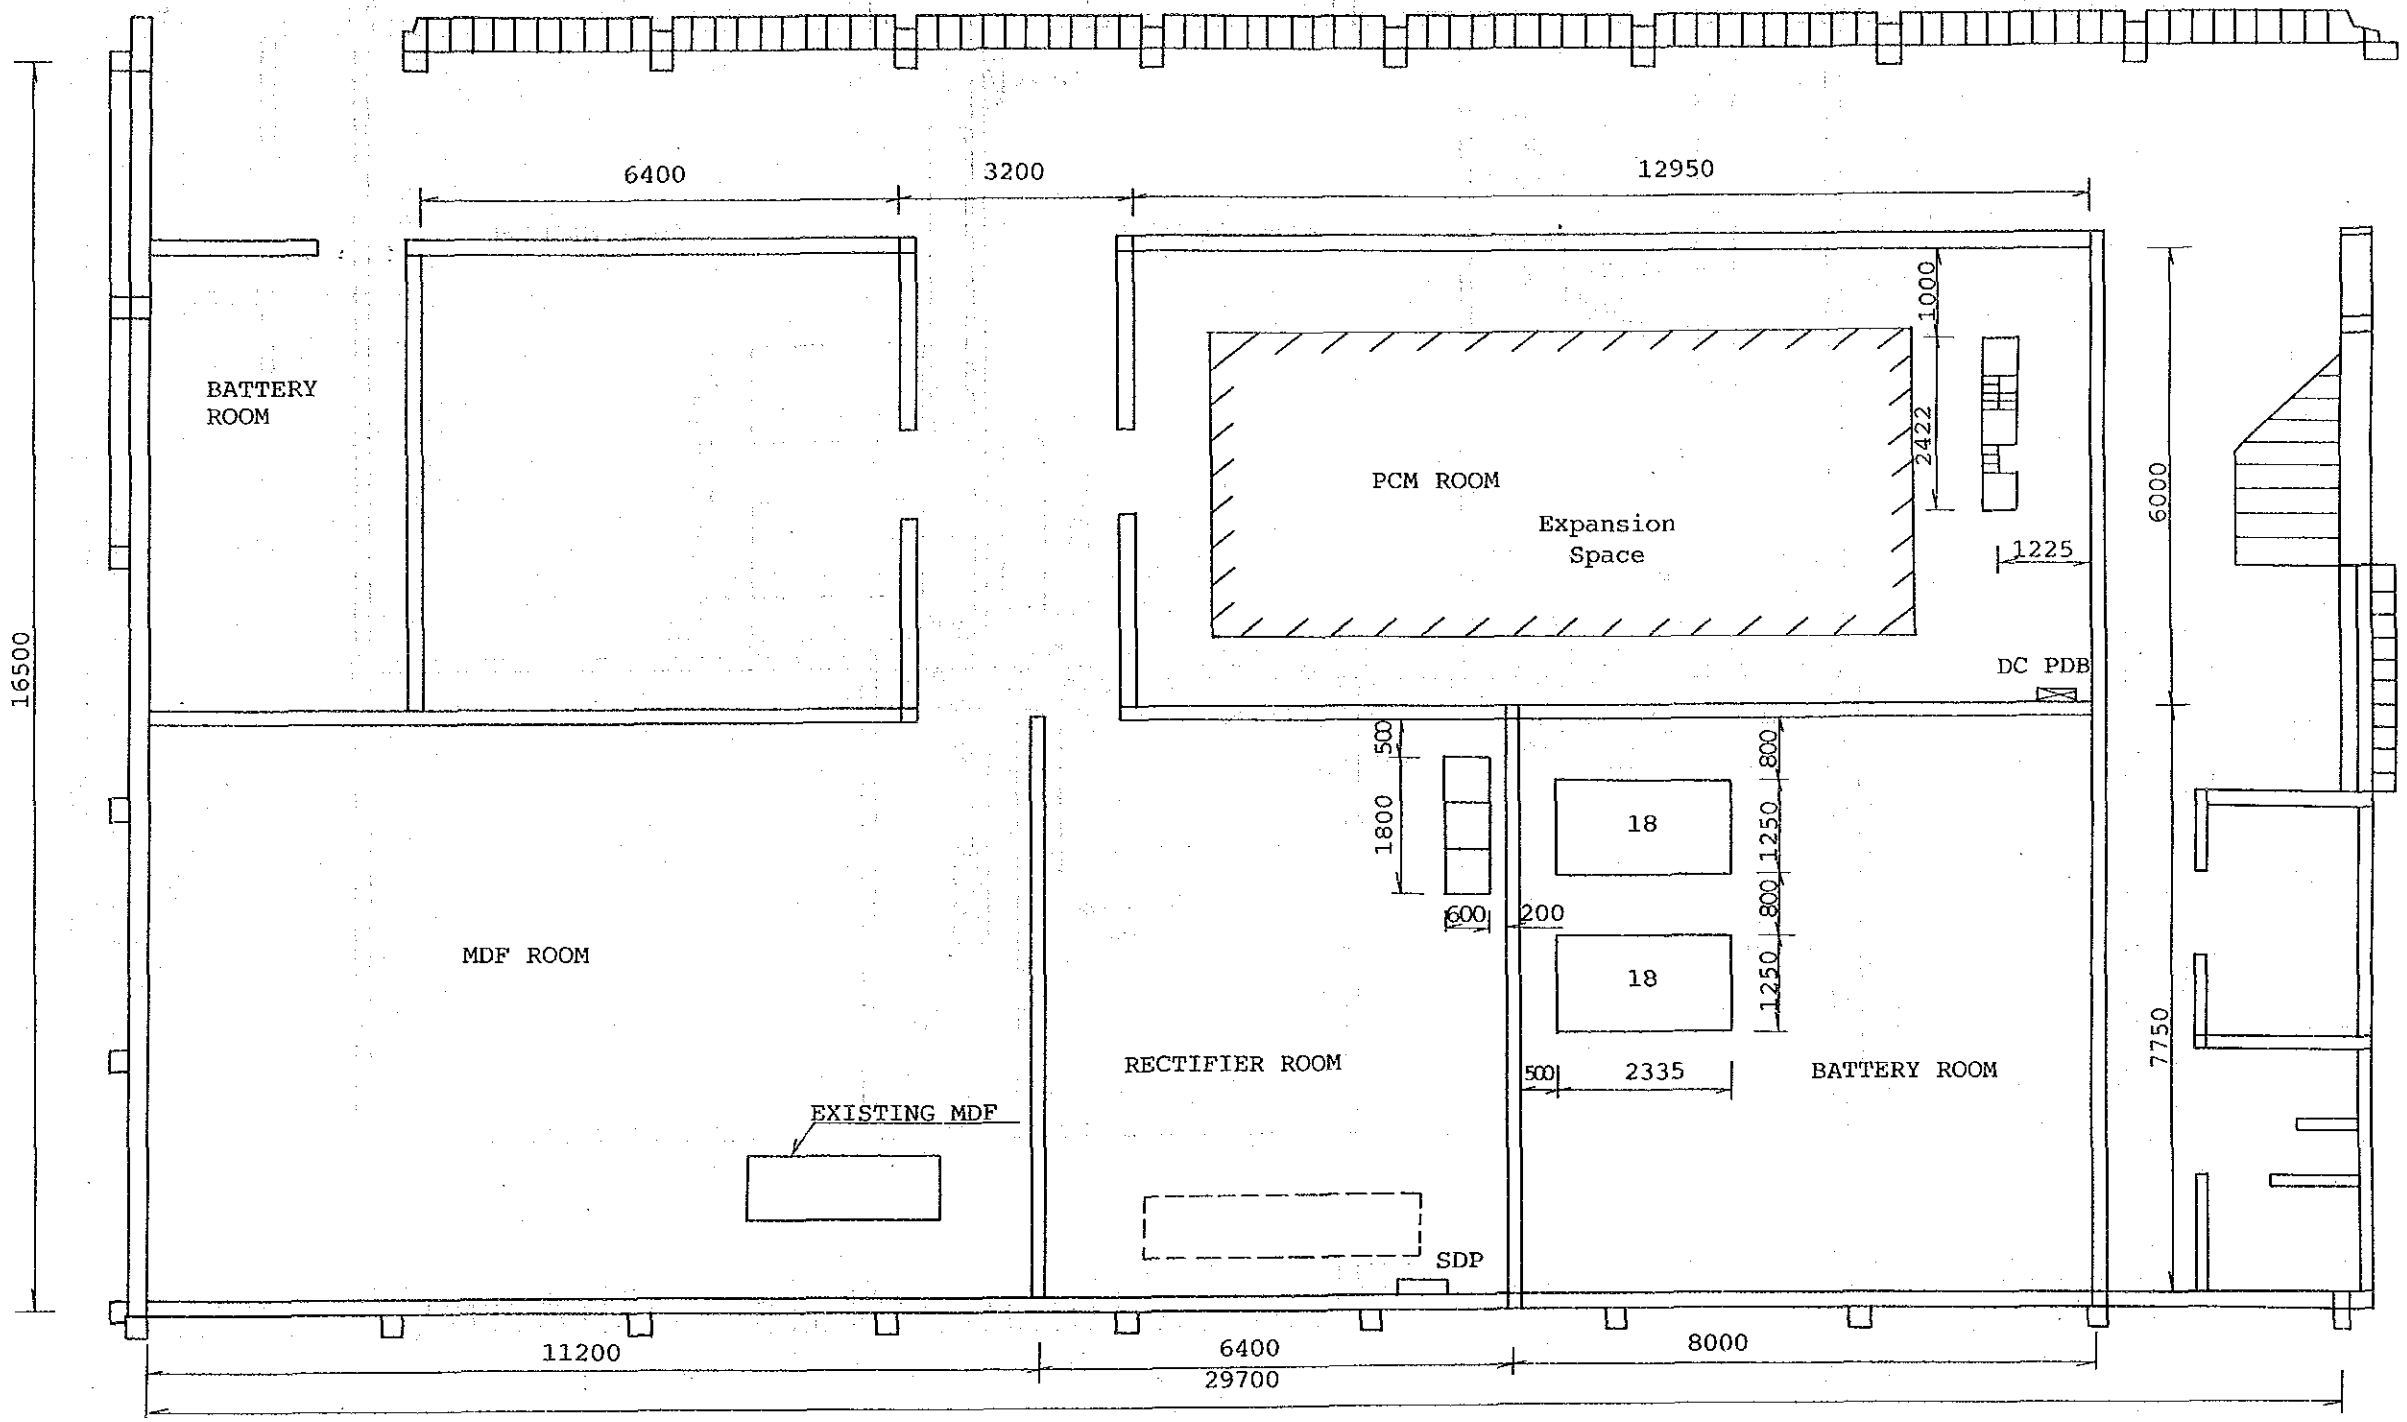 6400
3200
12950
1000
BATTERY
ROOM
2422
PCM ROOM
6000
Expansion
Space
1225
16500
DC PDB
500
800
1800
18
1250
600
200
800
MDF ROOM
18
1250
RECTIFIER ROOM
500
2335
BATTERY ROOM
7750
EXISTING MDF
SDP
11200
6400
8000
29700